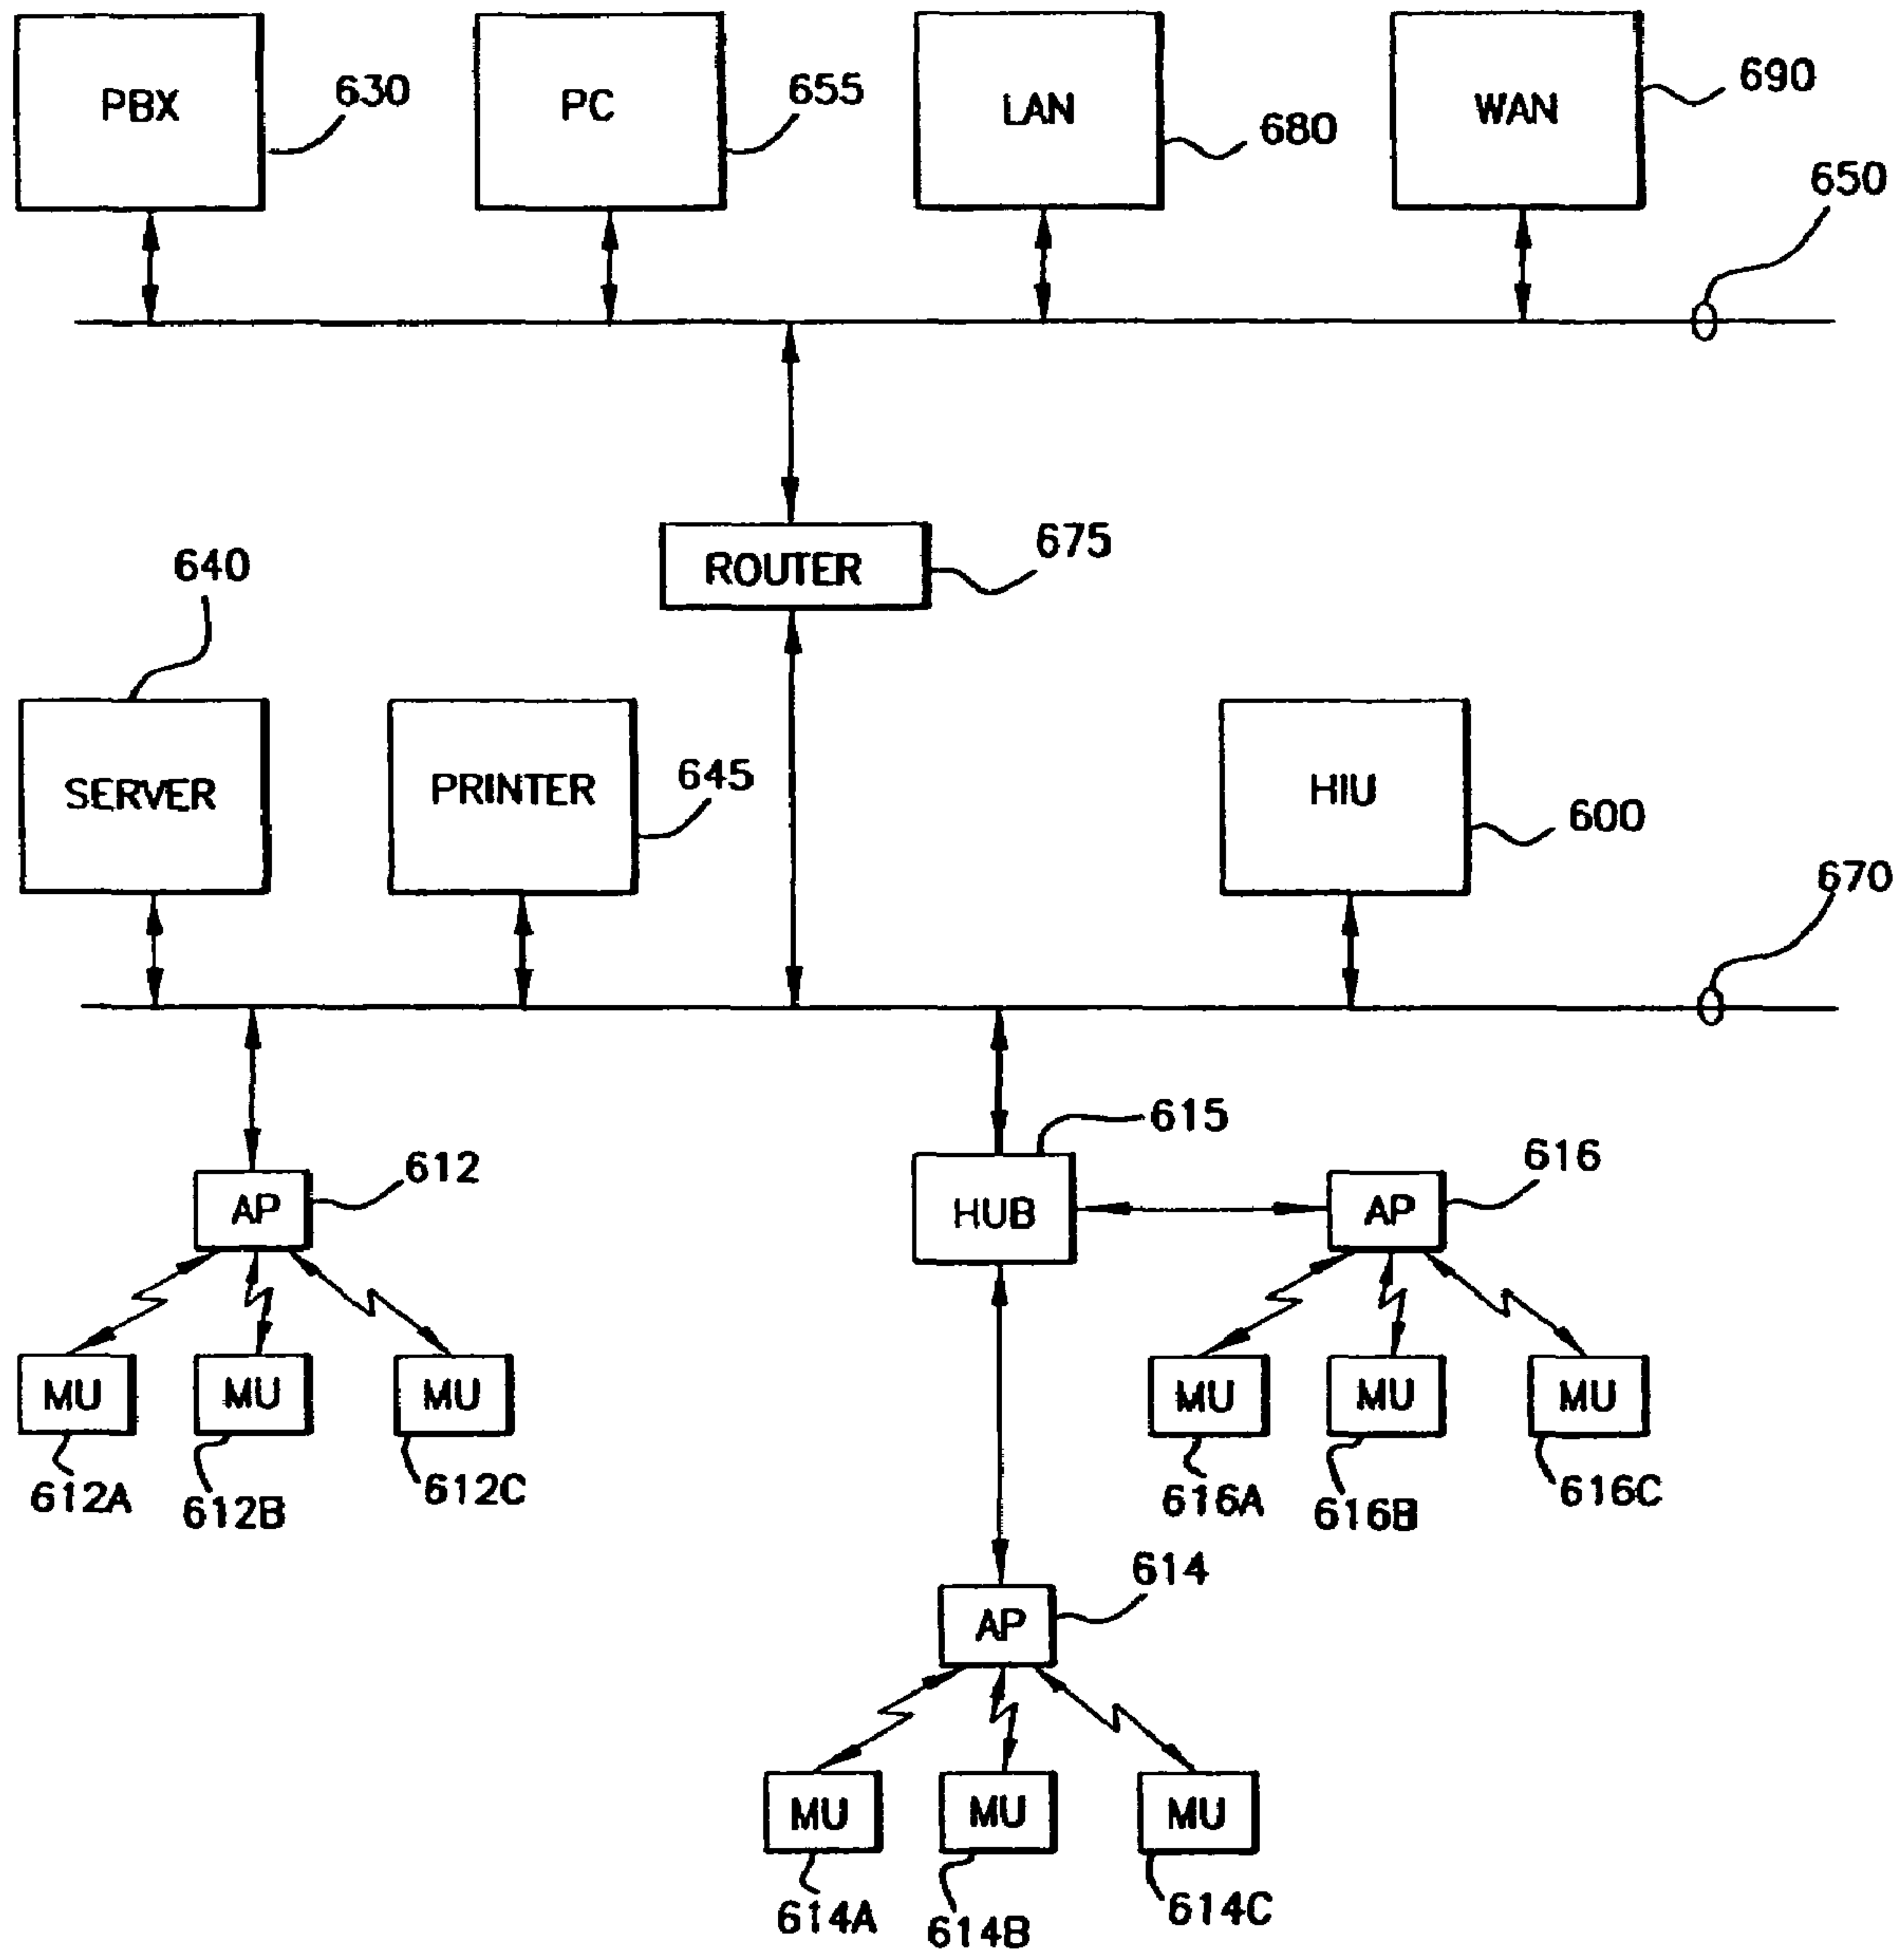 PBX
630
PC
655
LAN
680
WAN
690
650
ROUTER
675
640
SERVER
PRINTER
645
HIU
600
670
AP
612
HUB
615
AP
616
MU
MU
MU
612A
612B
612C
MU
MU
MU
616A
616B
616C
AP
614
MU
MU
MU
614A
614B
614C